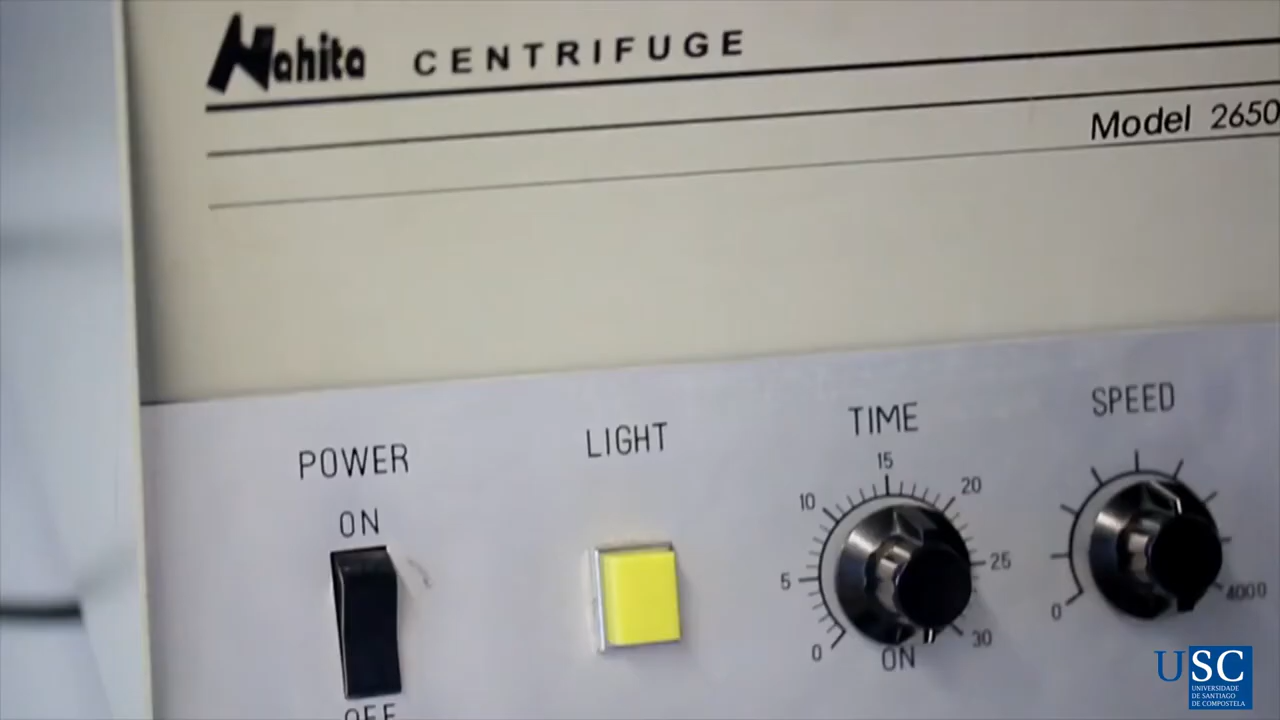 Nahita CENTRIFUGE
Model 2650
POWER
LIGHT
TIME
SPEED
ON
15
10
20
5
25
0
30
ON
0
4000
OFF
USC
UNIVERSIDADE
DE SANTIAGO
DE COMPOSTELA